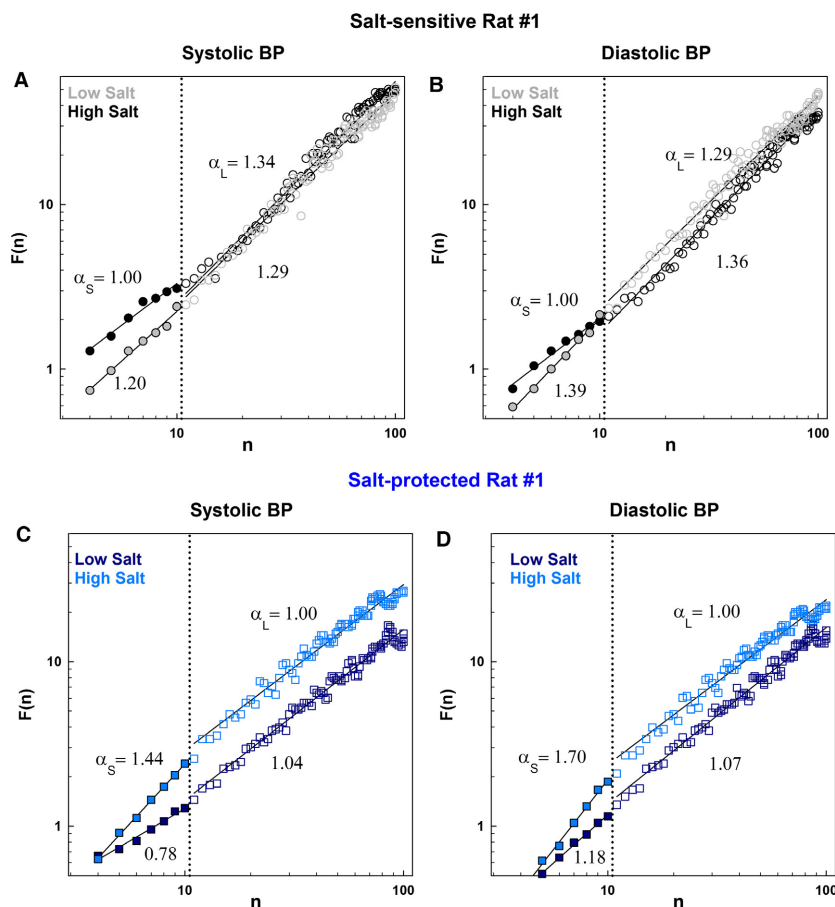 Salt-sensitive Rat #1
Systolic BP
Diastolic BP
A
Low Salt
High Salt
α_L = 1.34
α_S = 1.00
1.29
1.20
F(n)
10
1
10
100
n
B
Low Salt
High Salt
α_L = 1.29
α_S = 1.00
1.36
1.39
F(n)
10
1
10
100
n
Salt-protected Rat #1
Systolic BP
Diastolic BP
C
Low Salt
High Salt
α_L = 1.00
α_S = 1.44
1.04
0.78
F(n)
10
1
10
100
n
D
Low Salt
High Salt
α_L = 1.00
α_S = 1.70
1.07
1.18
F(n)
10
1
10
100
n